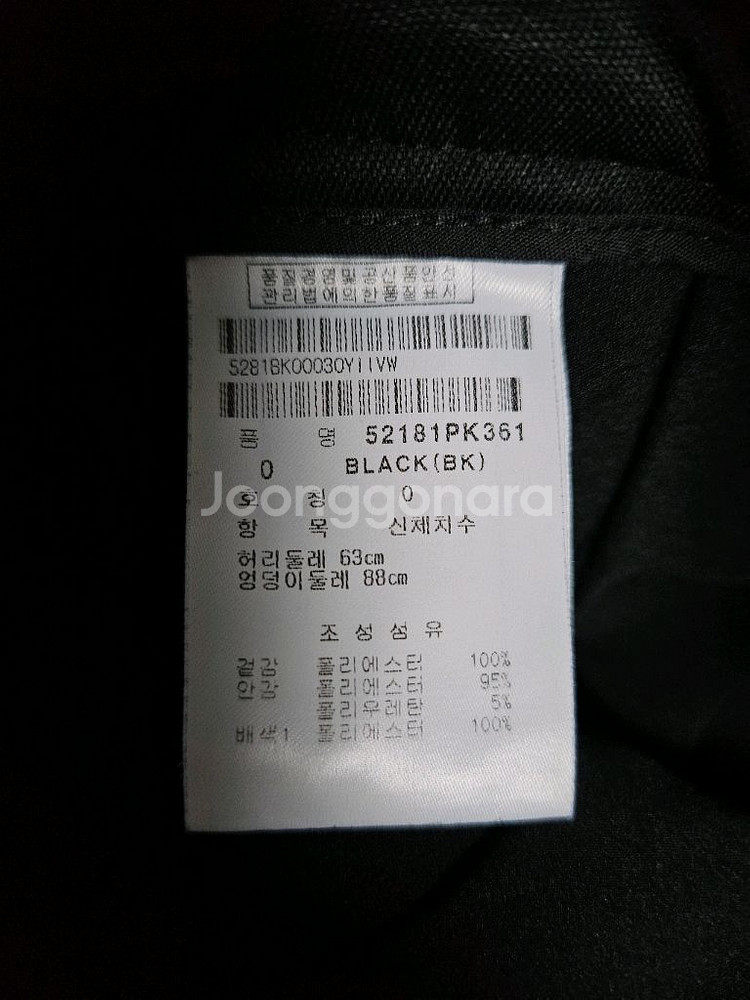 품질경영및공산품안전
관리법에의한품질표시
52818K00030YIIVW
품 명 52181PK361
0 BLACK(BK)
호 칭 0
Joonggonara
항 목 신체치수
허리둘레 63cm
엉덩이둘레 88cm
조성섬유
겉감 폴리에스터 100%
안감 폴리에스터 95%
폴리우레탄 5%
배색1 폴리에스터 100%